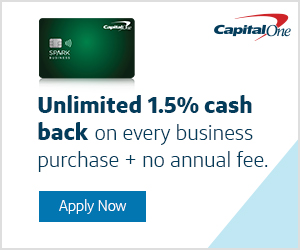 Capital One
Capital One
SPARK
BUSINESS
Unlimited 1.5% cash
back on every business
purchase + no annual fee.
Apply Now